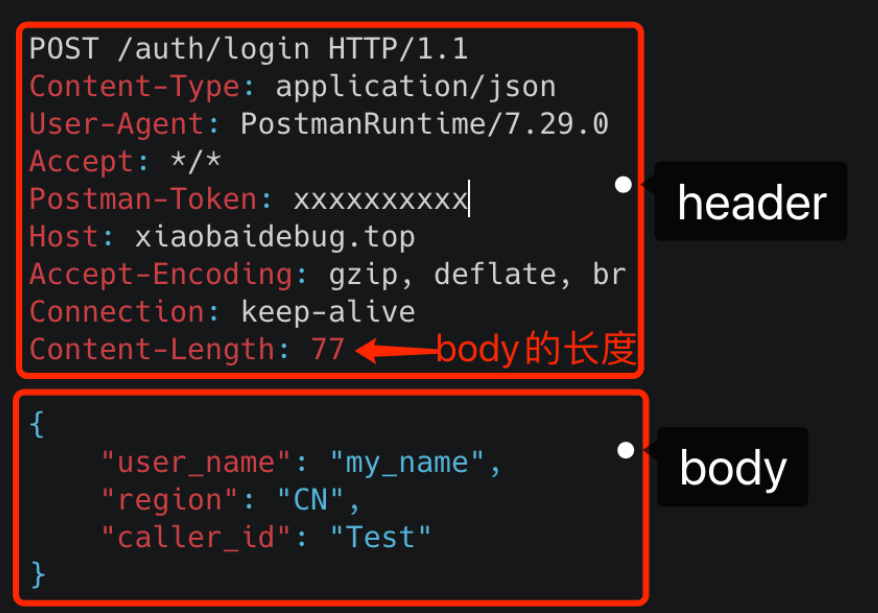 POST /auth/login HTTP/1.1
Content-Type: application/json
User-Agent: PostmanRuntime/7.29.0
Accept: */*
Postman-Token: xxxxxxxxxx
header
Host: xiaobaidebug.top
Accept-Encoding: gzip, deflate, br
Connection: keep-alive
Content-Length: 77
body的长度
{
    "user_name": "my_name",
body
    "region": "CN",
    "caller_id": "Test"
}